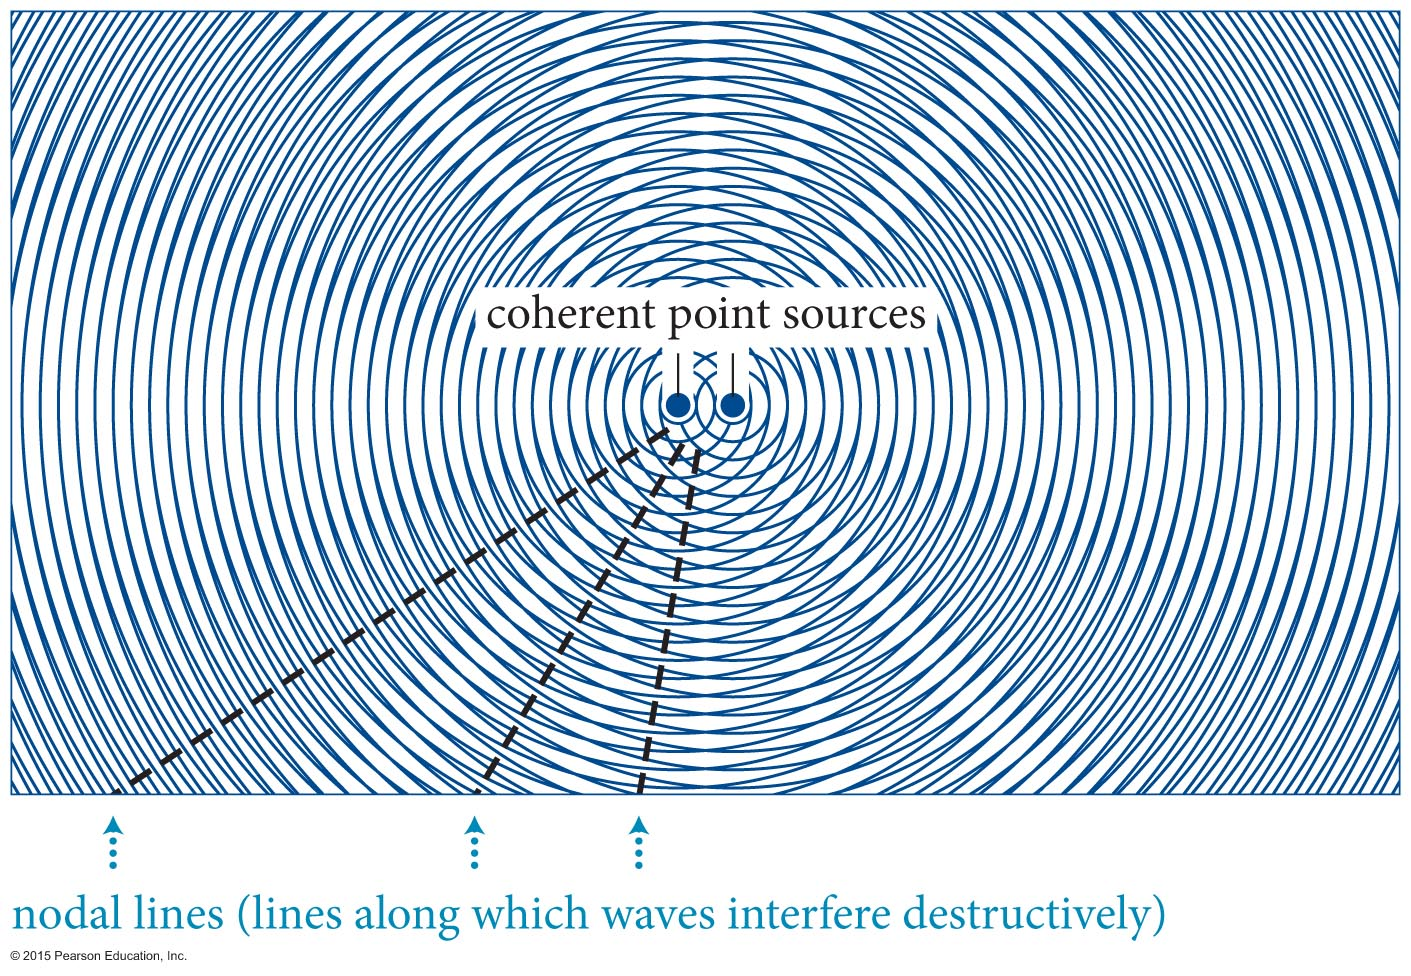 coherent point sources
nodal lines (lines along which waves interfere destructively)
© 2015 Pearson Education, Inc.